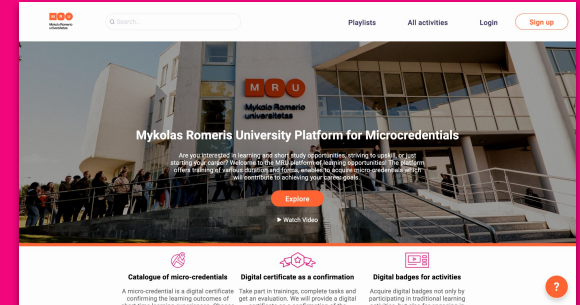 MRU
Mykolo Romerio
universitetas
Search...
Playlists
All activities
Login
Sign up
M R U
Mykolo Romerio
universitetas
Mykolas Romeris University Platform for Microcredentials
Are you interested in learning and short study opportunities, striving to upskill, or just
starting your career? Welcome to the MRU platform of learning opportunities! The platform
offers training of various duration and forms, enables to acquire micro-credentials which
will contribute to achieving your career goals.
Explore
Watch Video
Catalogue of micro-credentials
Digital certificate as a confirmation
Digital badges for activities
A micro-credential is a digital certificate
confirming the learning outcomes of
Take part in trainings, complete tasks and
get an evaluation. We will provide a digital
Acquire digital badges not only by
participating in traditional learning
?